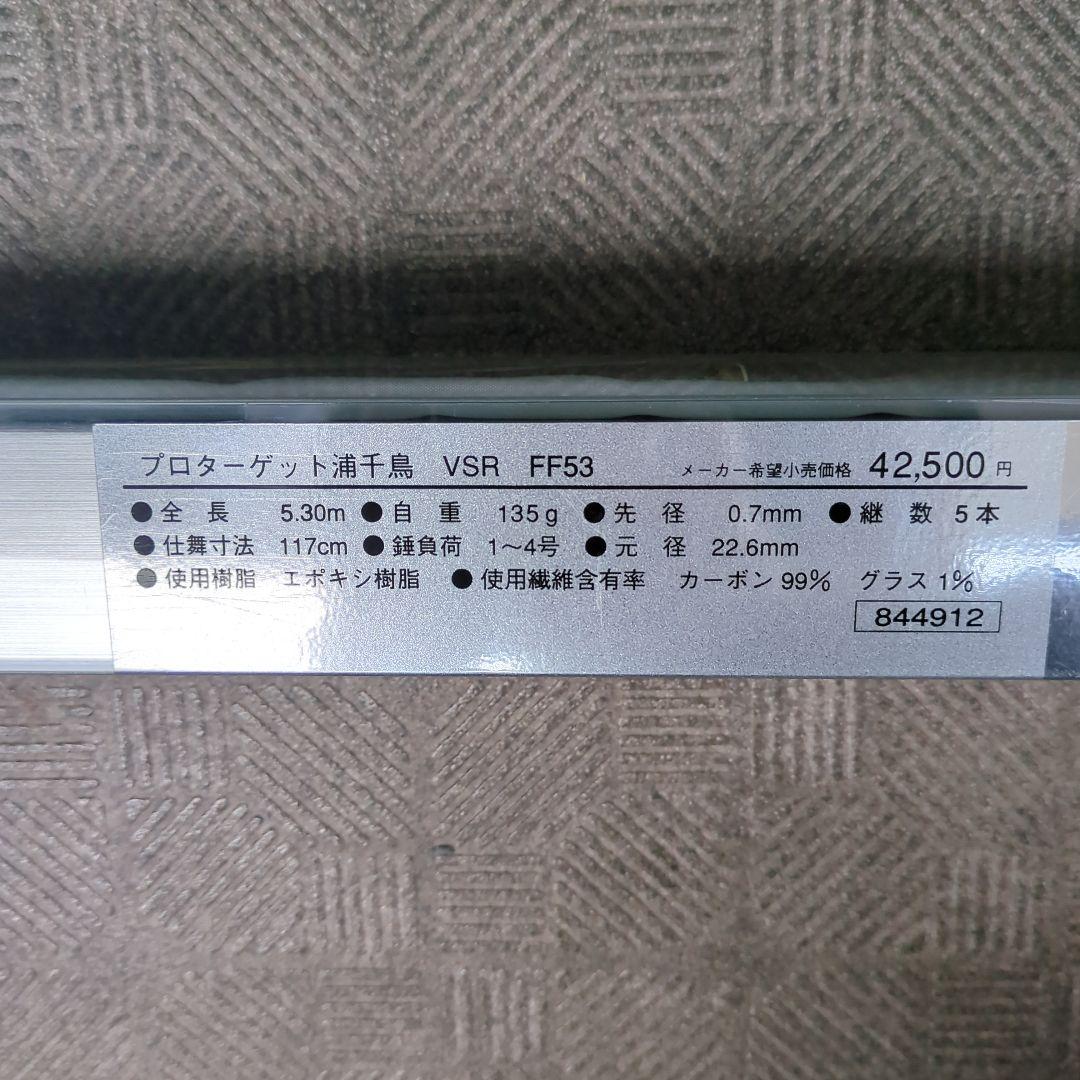 プロターゲット浦千鳥 VSR FF53 メーカー希望小売価格 42,500 円
●全長 5.30m ●自重 135g ●先径 0.7mm ●継数 5本
●仕舞寸法 117cm ●錘負荷 1〜4号 ●元径 22.6mm
●使用樹脂 エポキシ樹脂 ●使用繊維含有率 カーボン 99% グラス 1%
844912